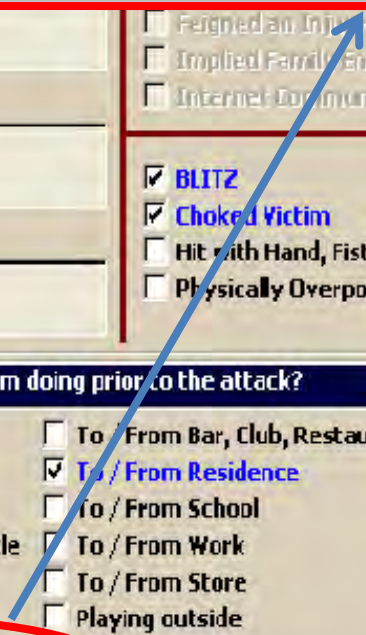 Feigned an Inju
Implied Family Em
Internet Commun
BLITZ
Choked Victim
Hit with Hand, Fist
Physically Overpo
m doing prior to the attack?
To / From Bar, Club, Restau
To / From Residence
To / From School
le To / From Work
To / From Store
Playing outside